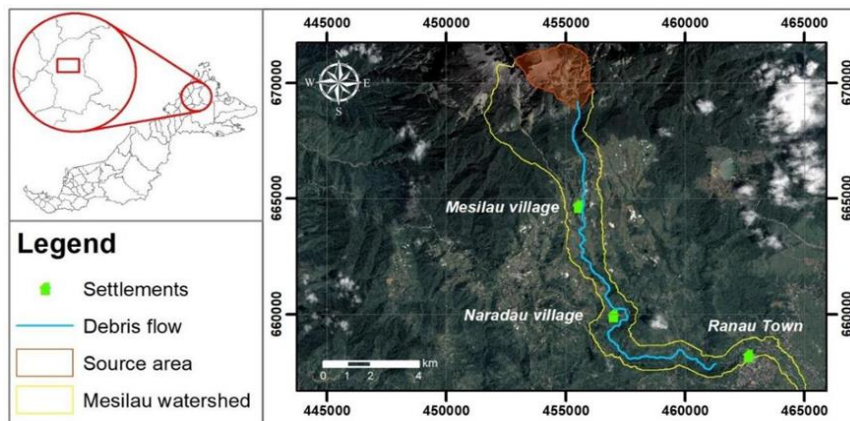 445000 450000 455000 460000 465000
670000
670000
N
W E
S
Mesilau village
665000
665000
Legend
Settlements
Naradau village
660000
660000
Ranau Town
Debris flow
km
Source area
0 1 2 4
Mesilau watershed
445000 450000 455000 460000 465000